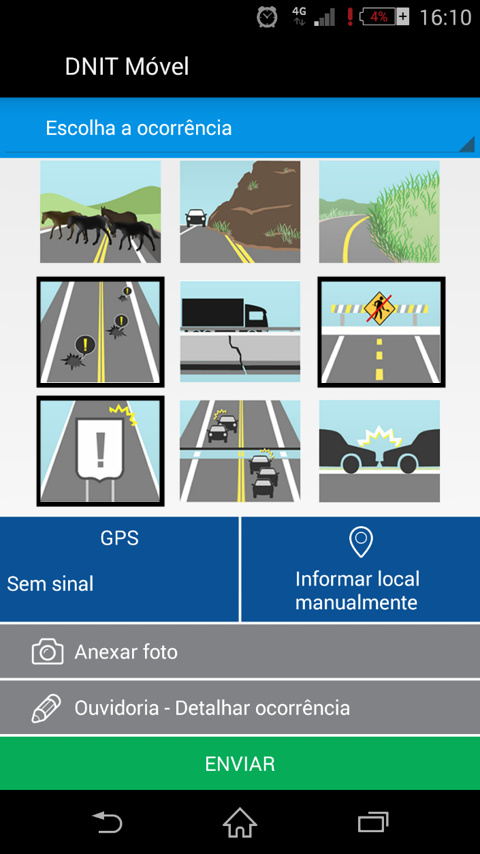 4G
4%
16:10
DNIT Móvel
Escolha a ocorrência
!
!
!
!
GPS
Sem sinal
Informar local
manualmente
Anexar foto
Ouvidoria - Detalhar ocorrência
ENVIAR